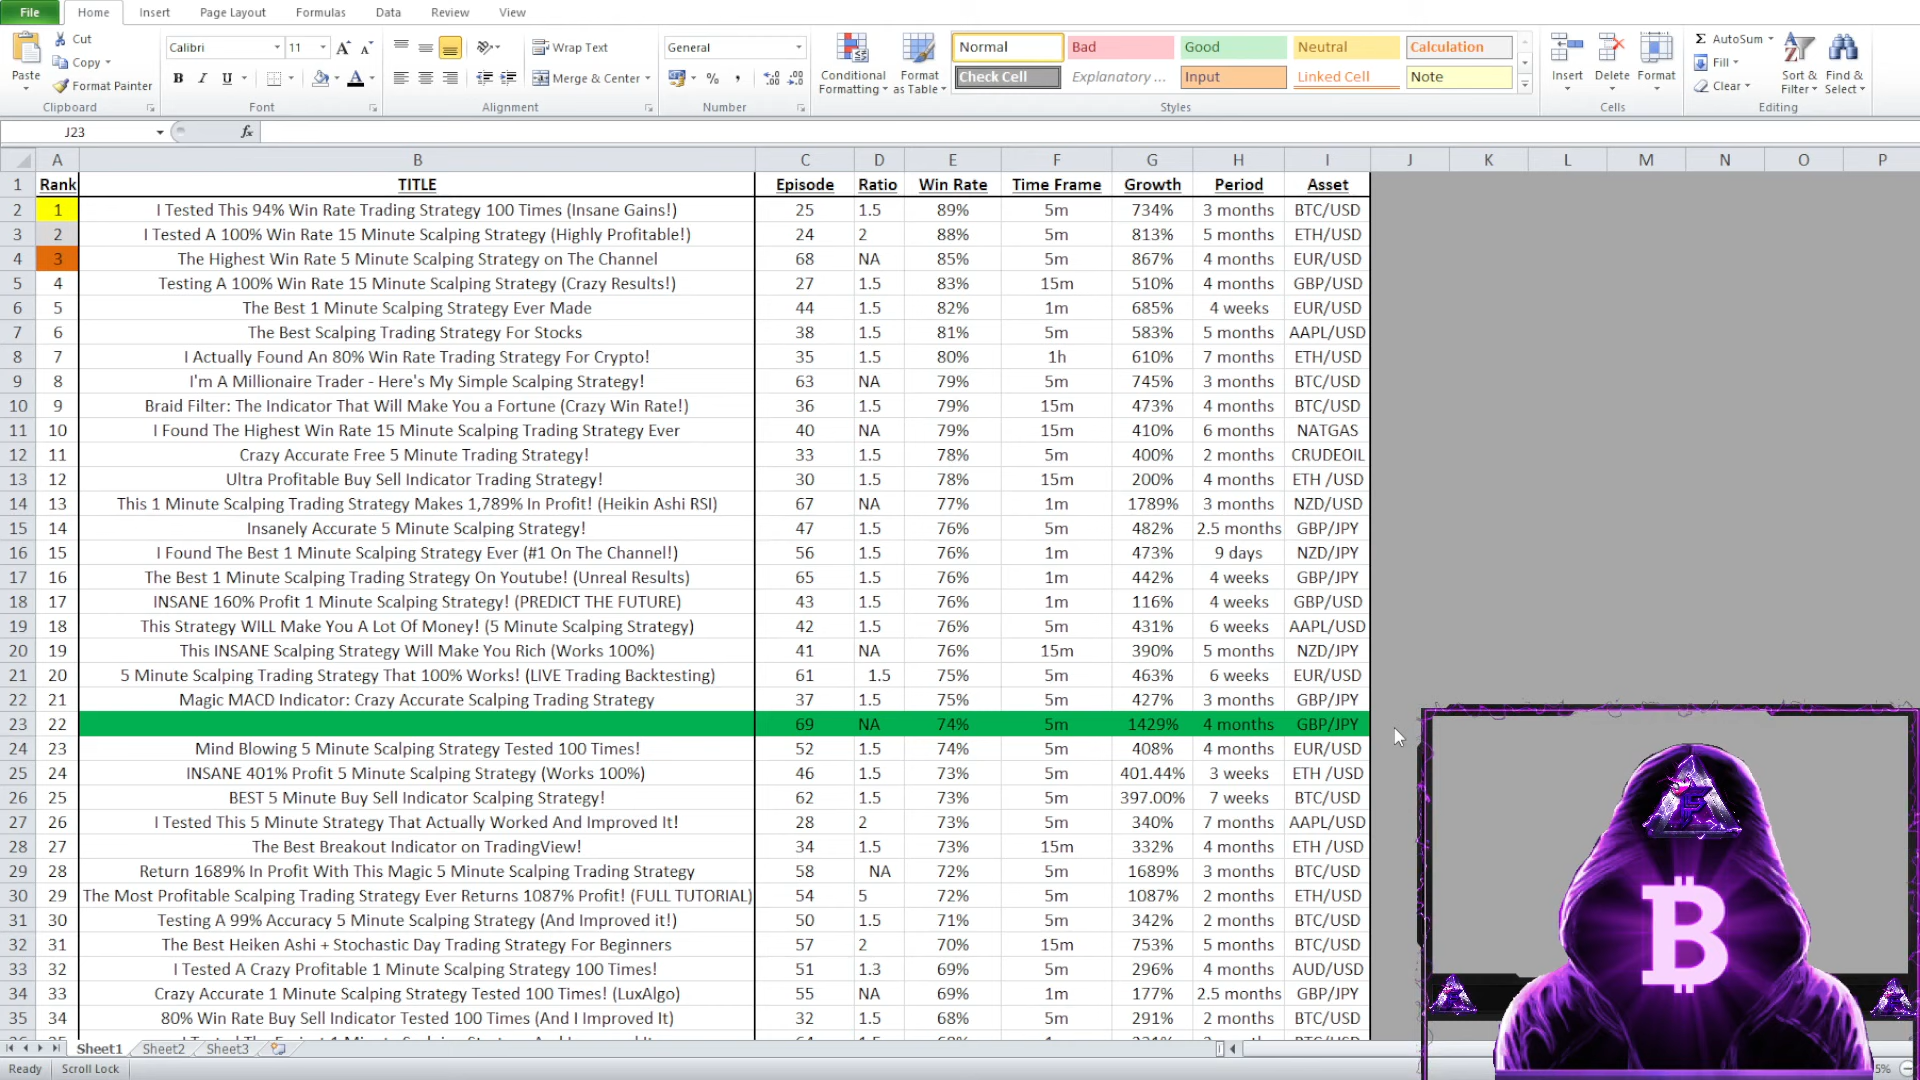 File Home Insert Page Layout Formulas Data Review View
Cut
Copy
Format Painter
Paste
Clipboard
Calibri 11
B I U
Font
Wrap Text
Merge & Center
Alignment
General
%
Number
Conditional Formatting
Format as Table
Normal Bad Good Neutral Calculation
Check Cell Explanatory ... Input Linked Cell Note
Styles
Insert Delete Format
Cells
AutoSum
Fill
Clear
Sort & Filter
Find & Select
Editing
J23 fx
A B C D E F G H I J K L M N O P
1 Rank TITLE Episode Ratio Win Rate Time Frame Growth Period Asset
2 1 I Tested This 94% Win Rate Trading Strategy 100 Times (Insane Gains!) 25 1.5 89% 5m 734% 3 months BTC/USD
3 2 I Tested A 100% Win Rate 15 Minute Scalping Strategy (Highly Profitable!) 24 2 88% 5m 813% 5 months ETH/USD
4 3 The Highest Win Rate 5 Minute Scalping Strategy on The Channel 68 NA 85% 5m 867% 4 months EUR/USD
5 4 Testing A 100% Win Rate 15 Minute Scalping Strategy (Crazy Results!) 27 1.5 83% 15m 510% 4 months GBP/USD
6 5 The Best 1 Minute Scalping Strategy Ever Made 44 1.5 82% 1m 685% 4 weeks EUR/USD
7 6 The Best Scalping Trading Strategy For Stocks 38 1.5 81% 5m 583% 5 months AAPL/USD
8 7 I Actually Found An 80% Win Rate Trading Strategy For Crypto! 35 1.5 80% 1h 610% 7 months ETH/USD
9 8 I'm A Millionaire Trader - Here's My Simple Scalping Strategy! 63 NA 79% 5m 745% 3 months BTC/USD
10 9 Braid Filter: The Indicator That Will Make You a Fortune (Crazy Win Rate!) 36 1.5 79% 15m 473% 4 months BTC/USD
11 10 I Found The Highest Win Rate 15 Minute Scalping Trading Strategy Ever 40 NA 79% 15m 410% 6 months NATGAS
12 11 Crazy Accurate Free 5 Minute Trading Strategy! 33 1.5 78% 5m 400% 2 months CRUDEOIL
13 12 Ultra Profitable Buy Sell Indicator Trading Strategy! 30 1.5 78% 15m 200% 4 months ETH /USD
14 13 This 1 Minute Scalping Trading Strategy Makes 1,789% In Profit! (Heikin Ashi RSI) 67 NA 77% 1m 1789% 3 months NZD/USD
15 14 Insanely Accurate 5 Minute Scalping Strategy! 47 1.5 76% 5m 482% 2.5 months GBP/JPY
16 15 I Found The Best 1 Minute Scalping Strategy Ever (#1 On The Channel!) 56 1.5 76% 1m 473% 9 days NZD/JPY
17 16 The Best 1 Minute Scalping Trading Strategy On Youtube! (Unreal Results) 65 1.5 76% 1m 442% 4 weeks GBP/JPY
18 17 INSANE 160% Profit 1 Minute Scalping Strategy! (PREDICT THE FUTURE) 43 1.5 76% 1m 116% 4 weeks GBP/USD
19 18 This Strategy WILL Make You A Lot Of Money! (5 Minute Scalping Strategy) 42 1.5 76% 5m 431% 6 weeks AAPL/USD
20 19 This INSANE Scalping Strategy Will Make You Rich (Works 100%) 41 NA 76% 15m 390% 5 months NZD/JPY
21 20 5 Minute Scalping Trading Strategy That 100% Works! (LIVE Trading Backtesting) 61 1.5 75% 5m 463% 6 weeks EUR/USD
22 21 Magic MACD Indicator: Crazy Accurate Scalping Trading Strategy 37 1.5 75% 5m 427% 3 months GBP/JPY
23 22 69 NA 74% 5m 1429% 4 months GBP/JPY
24 23 Mind Blowing 5 Minute Scalping Strategy Tested 100 Times! 52 1.5 74% 5m 408% 4 months EUR/USD
25 24 INSANE 401% Profit 5 Minute Scalping Strategy (Works 100%) 46 1.5 73% 5m 401.44% 3 weeks ETH /USD
26 25 BEST 5 Minute Buy Sell Indicator Scalping Strategy! 62 1.5 73% 5m 397.00% 7 weeks BTC/USD
27 26 I Tested This 5 Minute Strategy That Actually Worked And Improved It! 28 2 73% 5m 340% 7 months AAPL/USD
28 27 The Best Breakout Indicator on TradingView! 34 1.5 73% 15m 332% 4 months ETH /USD
29 28 Return 1689% In Profit With This Magic 5 Minute Scalping Trading Strategy 58 NA 72% 5m 1689% 3 months BTC/USD
30 29 The Most Profitable Scalping Trading Strategy Ever Returns 1087% Profit! (FULL TUTORIAL) 54 5 72% 5m 1087% 2 months ETH/USD
31 30 Testing A 99% Accuracy 5 Minute Scalping Strategy (And Improved it!) 50 1.5 71% 5m 342% 2 months BTC/USD
32 31 The Best Heiken Ashi + Stochastic Day Trading Strategy For Beginners 57 2 70% 15m 753% 5 months BTC/USD
33 32 I Tested A Crazy Profitable 1 Minute Scalping Strategy 100 Times! 51 1.3 69% 5m 296% 4 months AUD/USD
34 33 Crazy Accurate 1 Minute Scalping Strategy Tested 100 Times! (LuxAlgo) 55 NA 69% 1m 177% 2.5 months GBP/JPY
35 34 80% Win Rate Buy Sell Indicator Tested 100 Times (And I Improved It) 32 1.5 68% 5m 291% 2 months BTC/USD
Sheet1 Sheet2 Sheet3
Ready Scroll Lock 5%